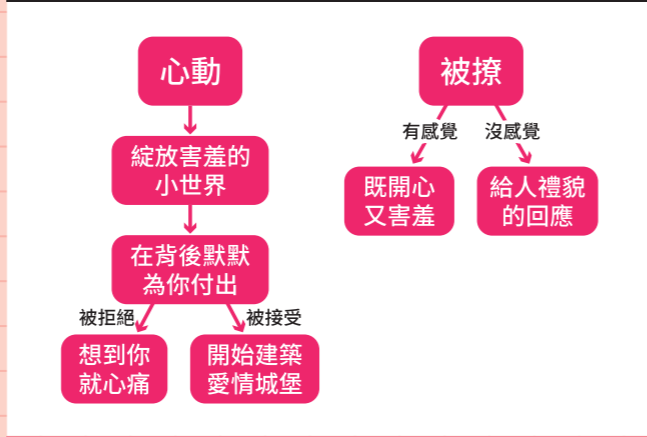 心動
綻放害羞的
小世界
在背後默默
為你付出
被拒絕
被接受
想到你
就心痛
開始建築
愛情城堡
被撩
有感覺
沒感覺
既開心
又害羞
給人禮貌
的回應